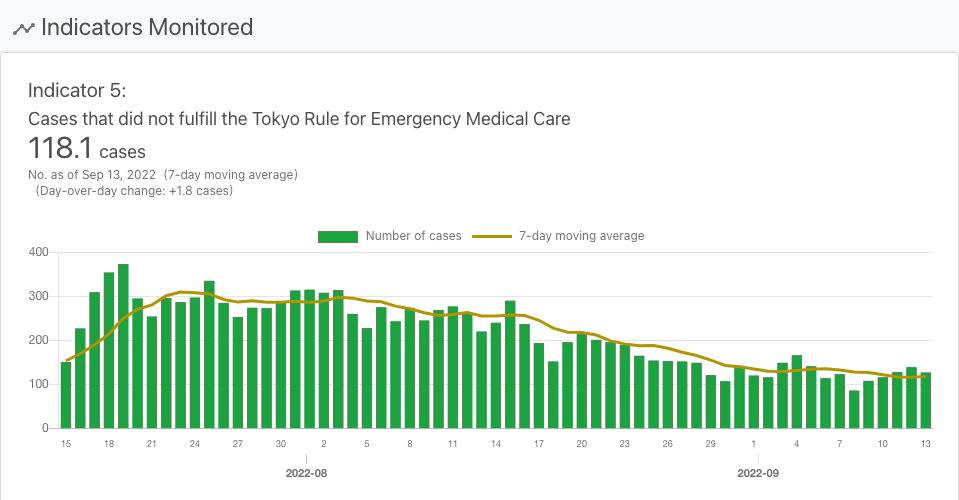 Indicators Monitored
Indicator 5:
Cases that did not fulfill the Tokyo Rule for Emergency Medical Care
118.1 cases
No. as of Sep 13, 2022 (7-day moving average)
(Day-over-day change: +1.8 cases)
Number of cases 7-day moving average
400
300
200
100
0
15 18 21 24 27 30 2 5 8 11 14 17 20 23 26 29 1 4 7 10 13
2022-08 2022-09